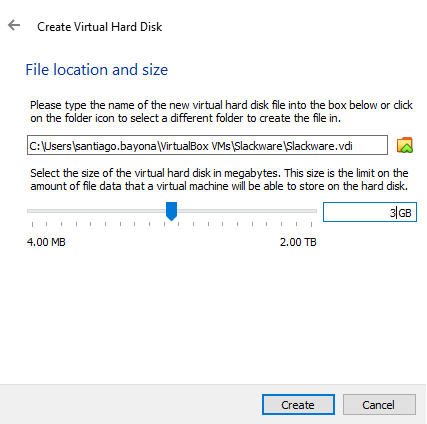 Create Virtual Hard Disk
File location and size
Please type the name of the new virtual hard disk file into the box below or click
on the folder icon to select a different folder to create the file in.
C:\Users\santiago.bayona\VirtualBox VMs\Slackware\Slackware.vdi
Select the size of the virtual hard disk in megabytes. This size is the limit on the
amount of file data that a virtual machine will be able to store on the hard disk.
3 GB
4.00 MB 2.00 TB
Create Cancel